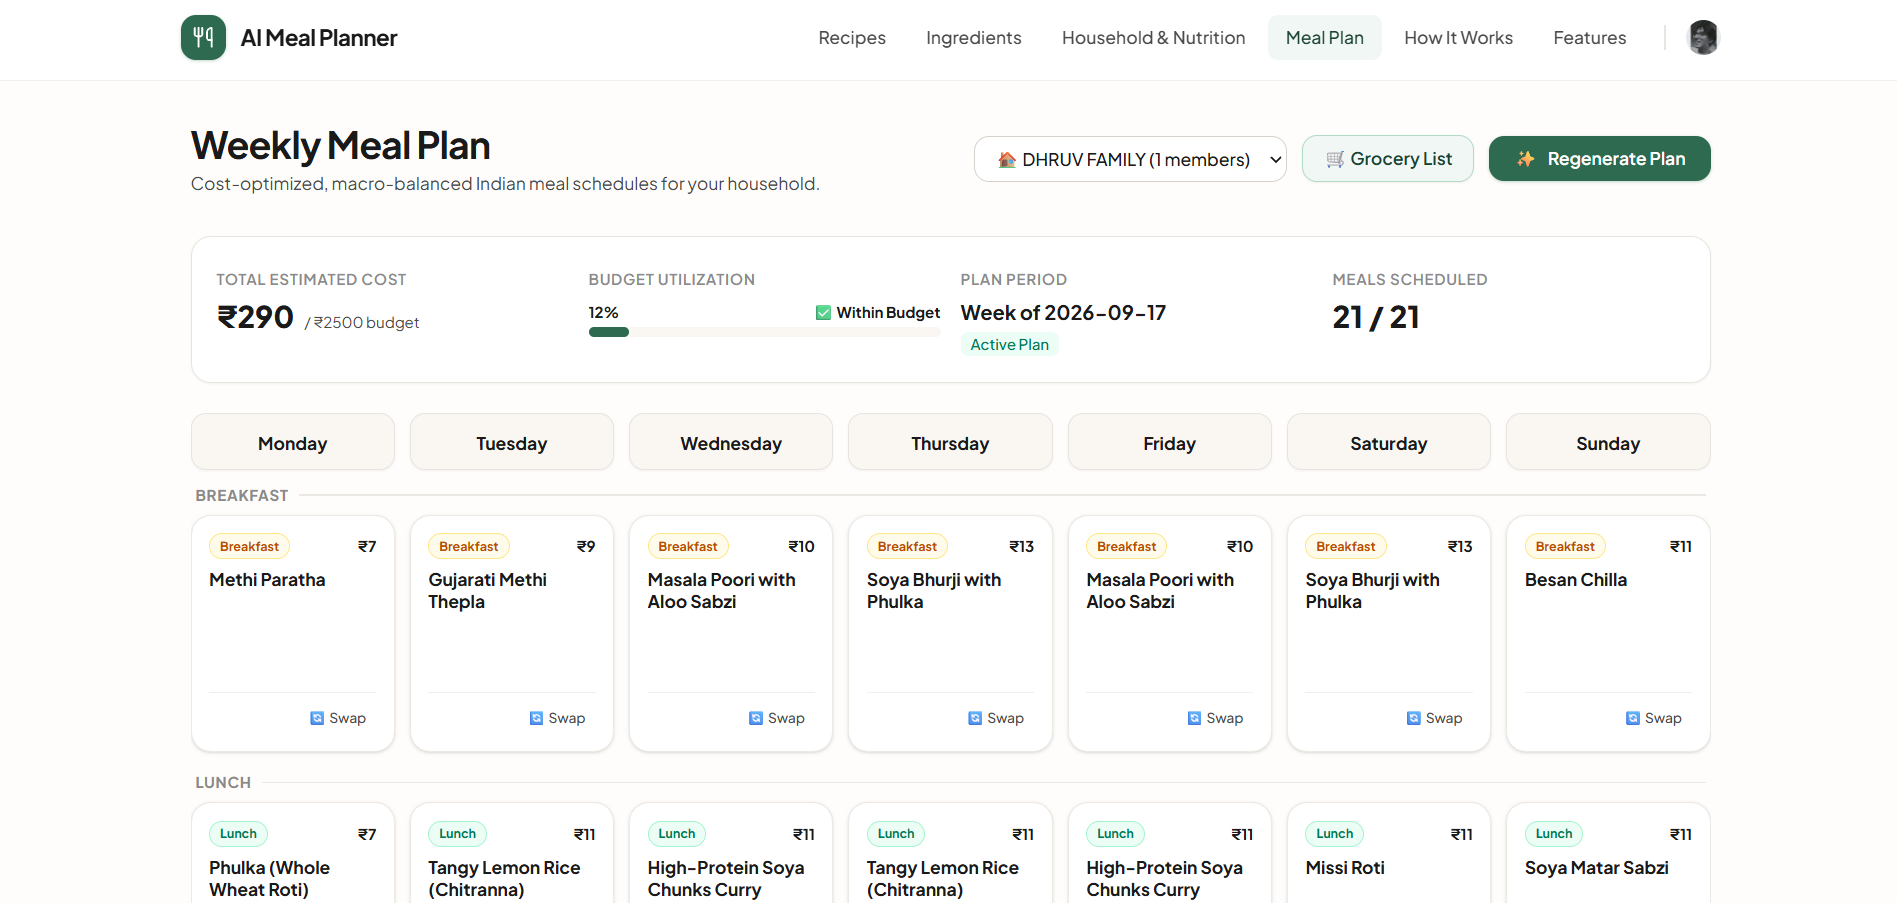 AI Meal Planner
Recipes
Ingredients
Household & Nutrition
Meal Plan
How It Works
Features
Weekly Meal Plan
Cost-optimized, macro-balanced Indian meal schedules for your household.
DHRUV FAMILY (1 members)
Grocery List
Regenerate Plan
TOTAL ESTIMATED COST
₹290 / ₹2500 budget
BUDGET UTILIZATION
12% Within Budget
PLAN PERIOD
Week of 2026-09-17
Active Plan
MEALS SCHEDULED
21 / 21
Monday
Tuesday
Wednesday
Thursday
Friday
Saturday
Sunday
BREAKFAST
Breakfast ₹7
Methi Paratha
Swap
Breakfast ₹9
Gujarati Methi
Thepla
Swap
Breakfast ₹10
Masala Poori with
Aloo Sabzi
Swap
Breakfast ₹13
Soya Bhurji with
Phulka
Swap
Breakfast ₹10
Masala Poori with
Aloo Sabzi
Swap
Breakfast ₹13
Soya Bhurji with
Phulka
Swap
Breakfast ₹11
Besan Chilla
Swap
LUNCH
Lunch ₹7
Phulka (Whole
Wheat Roti)
Lunch ₹11
Tangy Lemon Rice
(Chitranna)
Lunch ₹11
High-Protein Soya
Chunks Curry
Lunch ₹11
Tangy Lemon Rice
(Chitranna)
Lunch ₹11
High-Protein Soya
Chunks Curry
Lunch ₹11
Missi Roti
Lunch ₹11
Soya Matar Sabzi